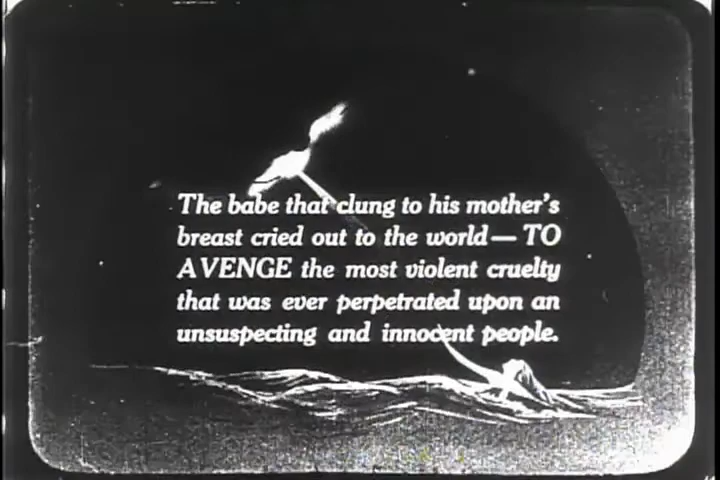 The babe that clung to his mother's
breast cried out to the world — TO
AVENGE the most violent cruelty
that was ever perpetrated upon an
unsuspecting and innocent people.